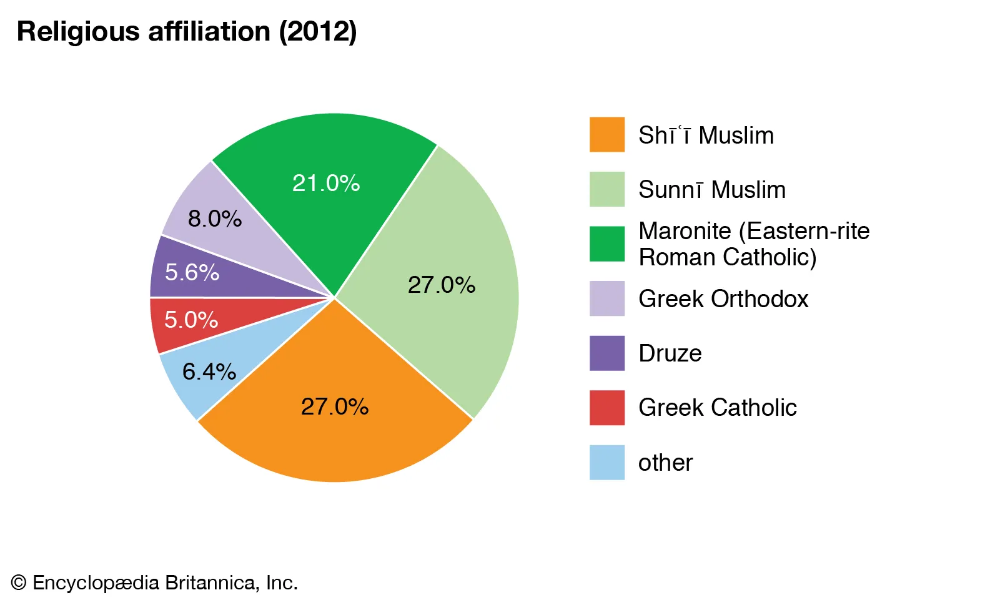 Religious affiliation (2012)
21.0%
8.0%
27.0%
5.6%
5.0%
6.4%
27.0%
Shīʿī Muslim
Sunnī Muslim
Maronite (Eastern-rite
Roman Catholic)
Greek Orthodox
Druze
Greek Catholic
other
© Encyclopædia Britannica, Inc.